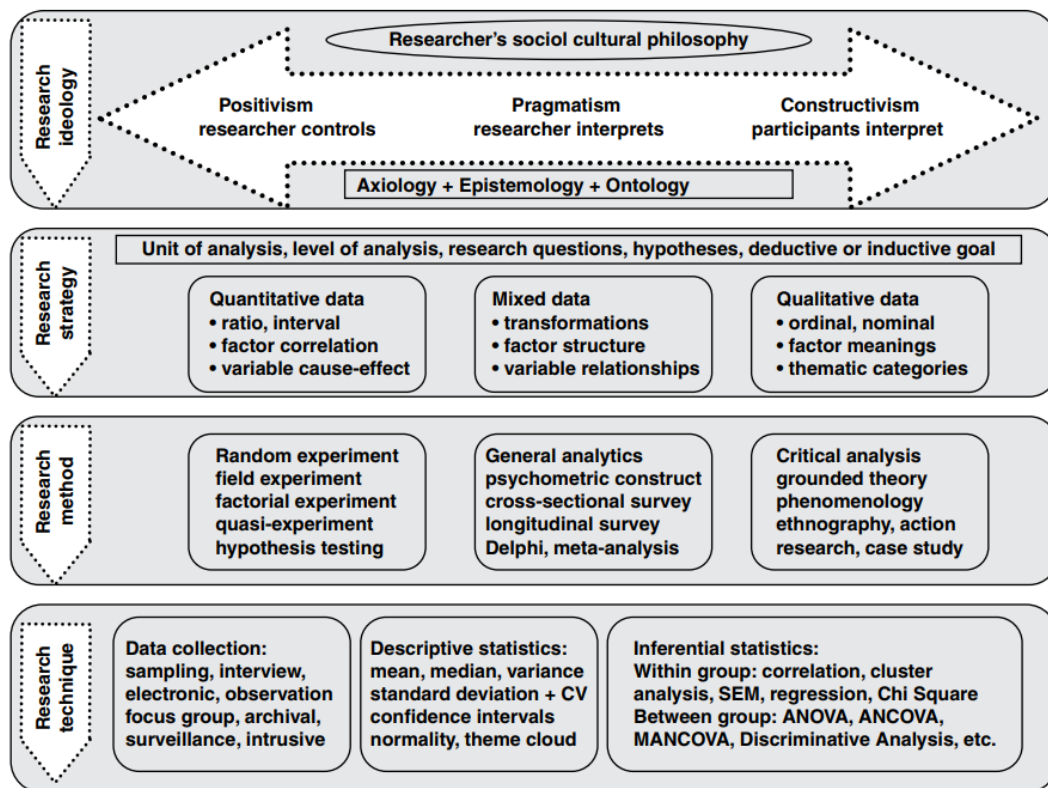 Research
ideology
Researcher's sociol cultural philosophy
Positivism
researcher controls
Pragmatism
researcher interprets
Constructivism
participants interpret
Axiology + Epistemology + Ontology
Research
strategy
Unit of analysis, level of analysis, research questions, hypotheses, deductive or inductive goal
Quantitative data
• ratio, interval
• factor correlation
• variable cause-effect
Mixed data
• transformations
• factor structure
• variable relationships
Qualitative data
• ordinal, nominal
• factor meanings
• thematic categories
Research
method
Random experiment
field experiment
factorial experiment
quasi-experiment
hypothesis testing
General analytics
psychometric construct
cross-sectional survey
longitudinal survey
Delphi, meta-analysis
Critical analysis
grounded theory
phenomenology
ethnography, action
research, case study
Research
technique
Data collection:
sampling, interview,
electronic, observation
focus group, archival,
surveillance, intrusive
Descriptive statistics:
mean, median, variance
standard deviation + CV
confidence intervals
normality, theme cloud
Inferential statistics:
Within group: correlation, cluster
analysis, SEM, regression, Chi Square
Between group: ANOVA, ANCOVA,
MANCOVA, Discriminative Analysis, etc.